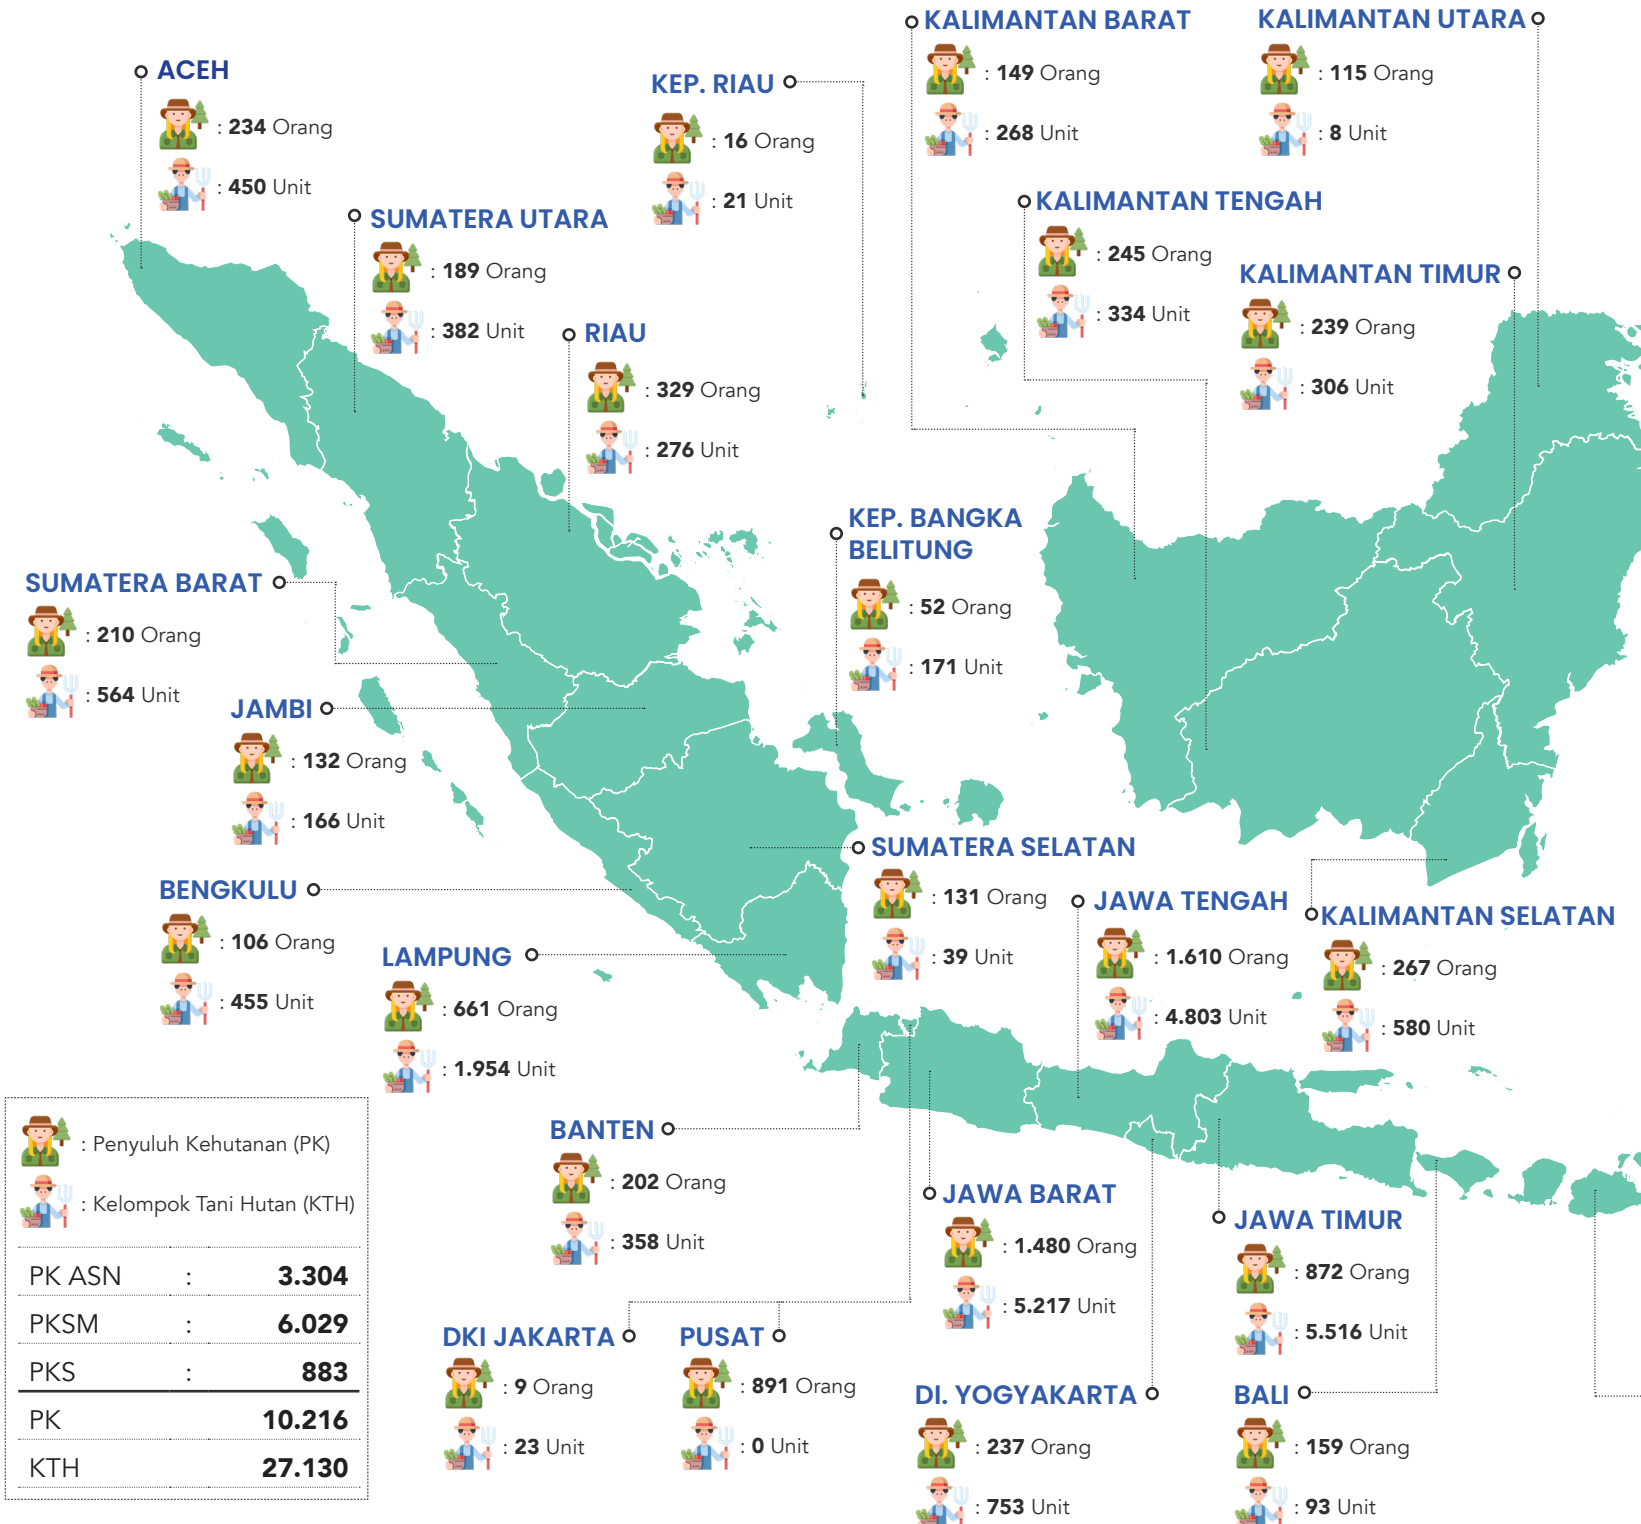 ACEH
: 234 Orang
: 450 Unit
SUMATERA UTARA
: 189 Orang
: 382 Unit
RIAU
: 329 Orang
: 276 Unit
KEP. RIAU
: 16 Orang
: 21 Unit
KALIMANTAN BARAT
: 149 Orang
: 268 Unit
KALIMANTAN UTARA
: 115 Orang
: 8 Unit
KALIMANTAN TENGAH
: 245 Orang
: 334 Unit
KALIMANTAN TIMUR
: 239 Orang
: 306 Unit
KEP. BANGKA
BELITUNG
: 52 Orang
: 171 Unit
SUMATERA BARAT
: 210 Orang
: 564 Unit
JAMBI
: 132 Orang
: 166 Unit
BENGKULU
: 106 Orang
: 455 Unit
LAMPUNG
: 661 Orang
: 1.954 Unit
SUMATERA SELATAN
: 131 Orang
: 39 Unit
JAWA TENGAH
: 1.610 Orang
: 4.803 Unit
KALIMANTAN SELATAN
: 267 Orang
: 580 Unit
BANTEN
: 202 Orang
: 358 Unit
JAWA BARAT
: 1.480 Orang
: 5.217 Unit
JAWA TIMUR
: 872 Orang
: 5.516 Unit
DKI JAKARTA
: 9 Orang
: 23 Unit
PUSAT
: 891 Orang
: 0 Unit
DI. YOGYAKARTA
: 237 Orang
: 753 Unit
BALI
: 159 Orang
: 93 Unit
: Penyuluh Kehutanan (PK)
: Kelompok Tani Hutan (KTH)
PK ASN : 3.304
PKSM : 6.029
PKS : 883
PK 10.216
KTH 27.130